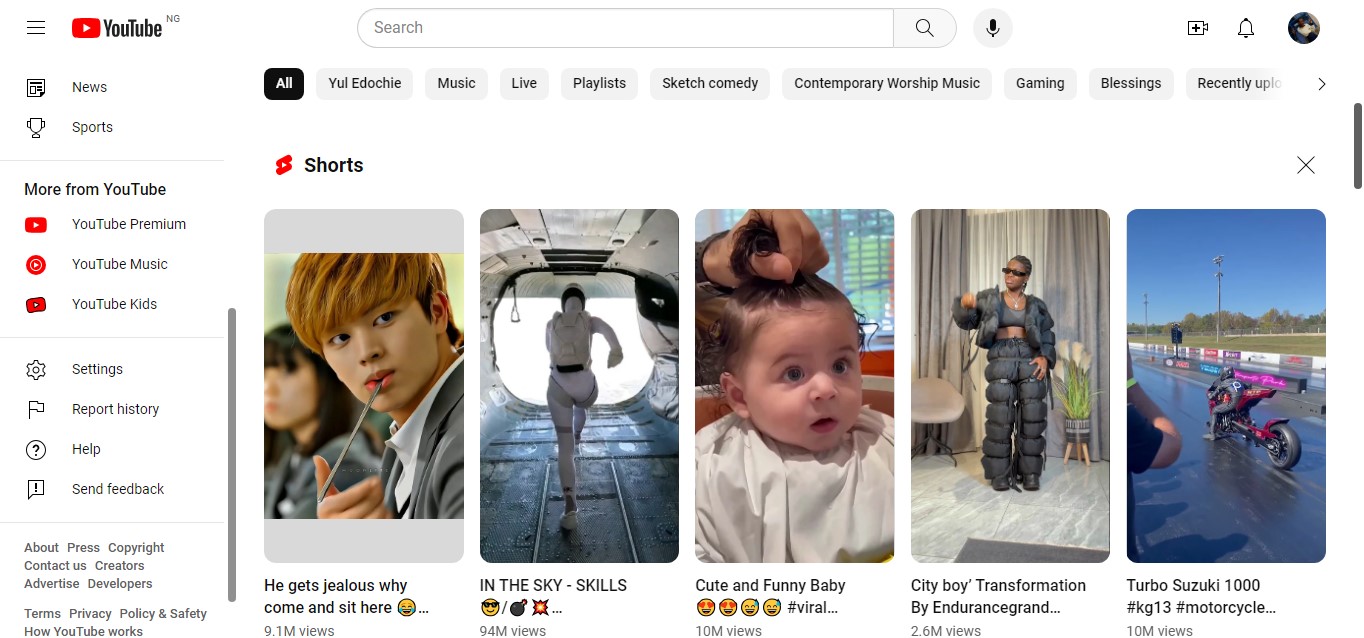 YouTube NG
Search
News
Sports
More from YouTube
YouTube Premium
YouTube Music
YouTube Kids
Settings
Report history
Help
Send feedback
About Press Copyright
Contact us Creators
Advertise Developers
Terms Privacy Policy & Safety
How YouTube works
All Yul Edochie Music Live Playlists Sketch comedy Contemporary Worship Music Gaming Blessings Recently uplo
Shorts
He gets jealous why
come and sit here 😂...
9.1M views
IN THE SKY - SKILLS
😎/💣💥...
94M views
Cute and Funny Baby
😍😍😅😅 #viral...
10M views
City boy’ Transformation
By Endurancegrand...
2.6M views
Turbo Suzuki 1000
#kg13 #motorcycle...
10M views